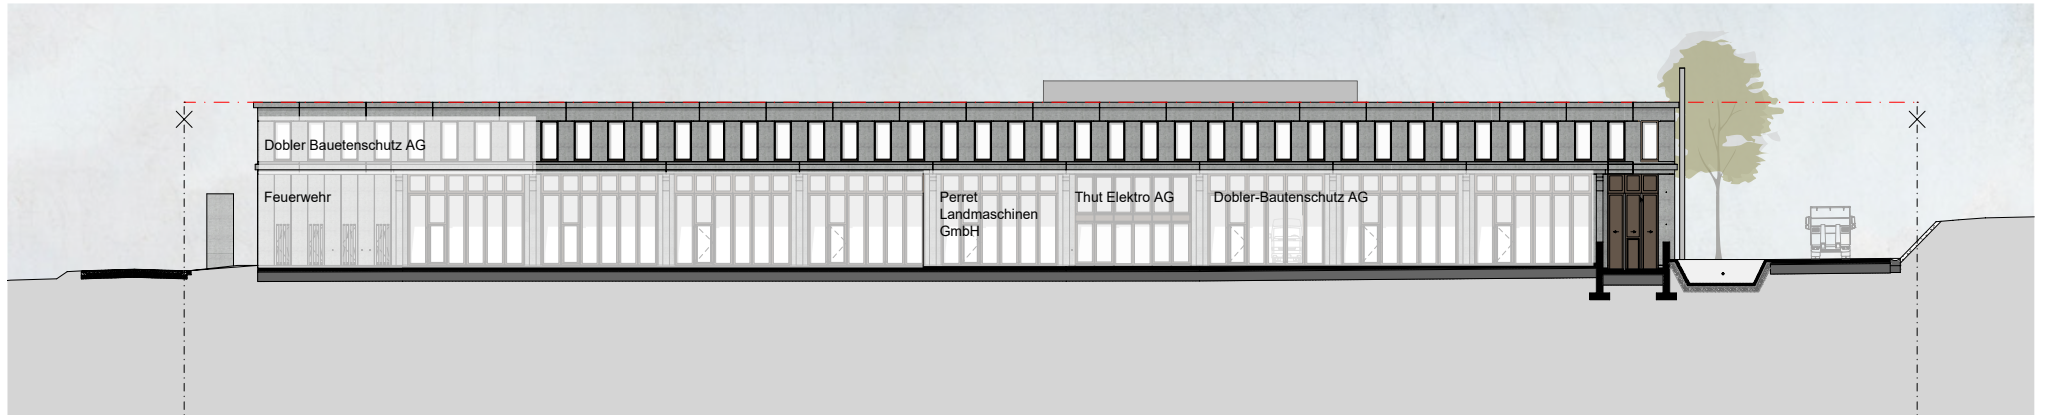 Dobler Bauetenschutz AG
Feuerwehr
Perret
Landmaschinen
GmbH
Thut Elektro AG
Dobler-Bautenschutz AG